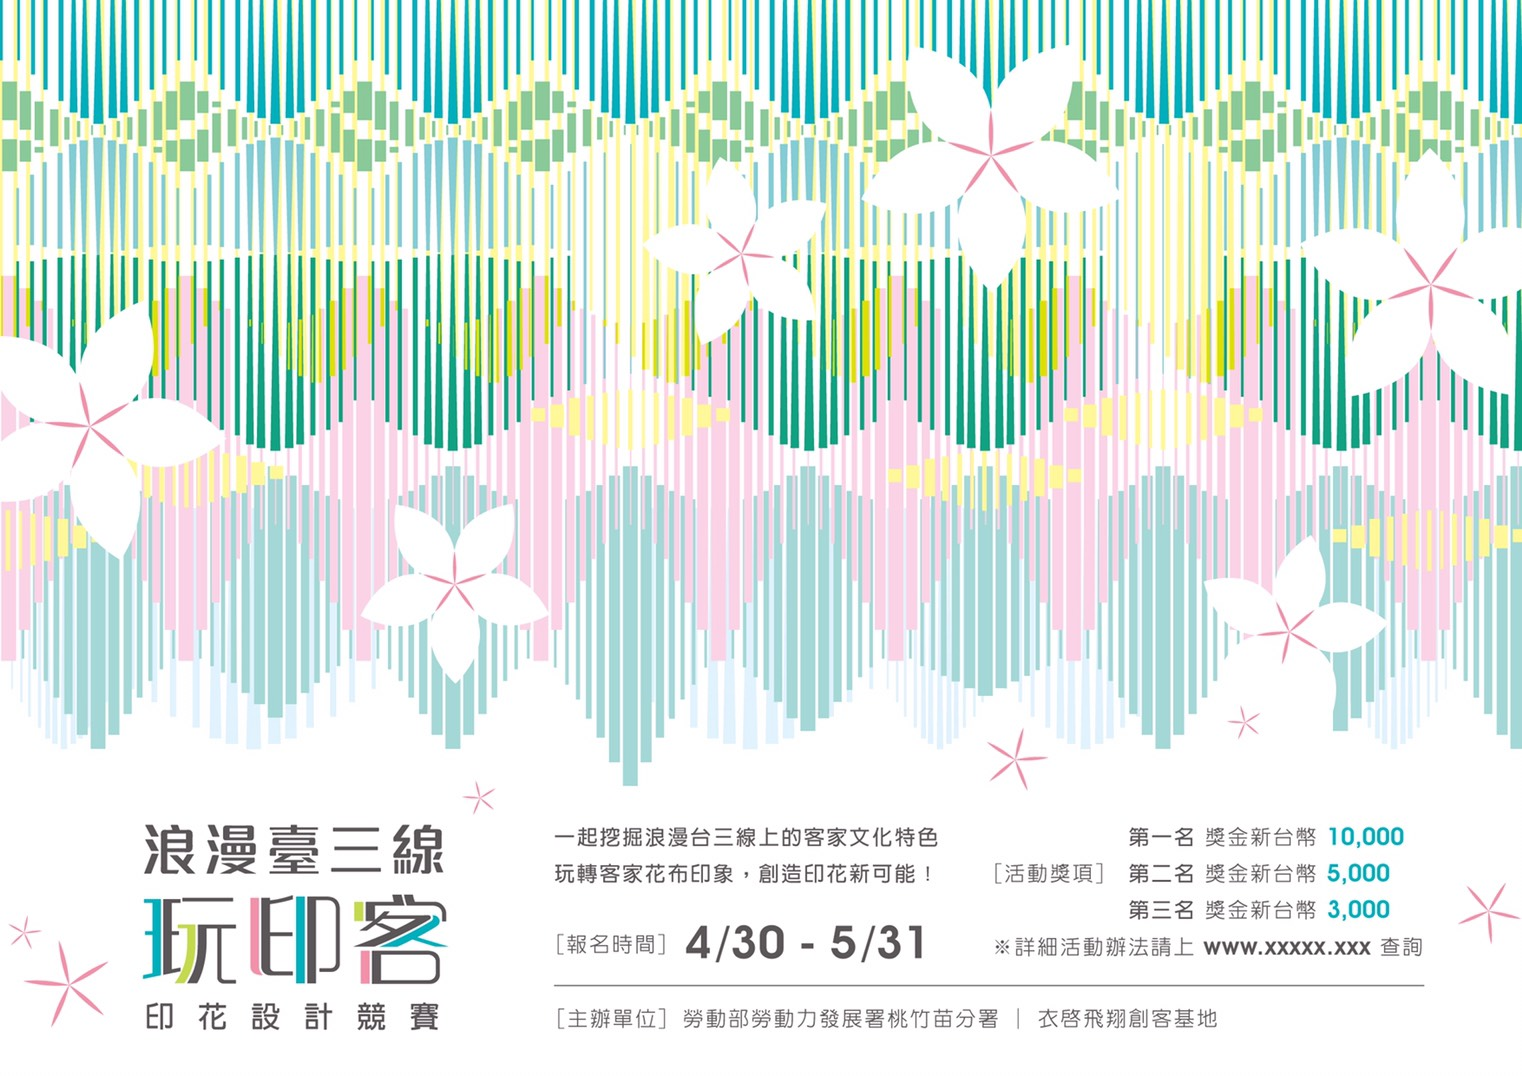 浪漫臺三線
玩印客
印花設計競賽
一起挖掘浪漫台三線上的客家文化特色
玩轉客家花布印象，創造印花新可能！
［報名時間］ 4/30 - 5/31
［活動獎項］
第一名 獎金新台幣 10,000
第二名 獎金新台幣 5,000
第三名 獎金新台幣 3,000
※詳細活動辦法請上 www.xxxxx.xxx 查詢
［主辦單位］ 勞動部勞動力發展署桃竹苗分署 ｜ 衣啓飛翔創客基地